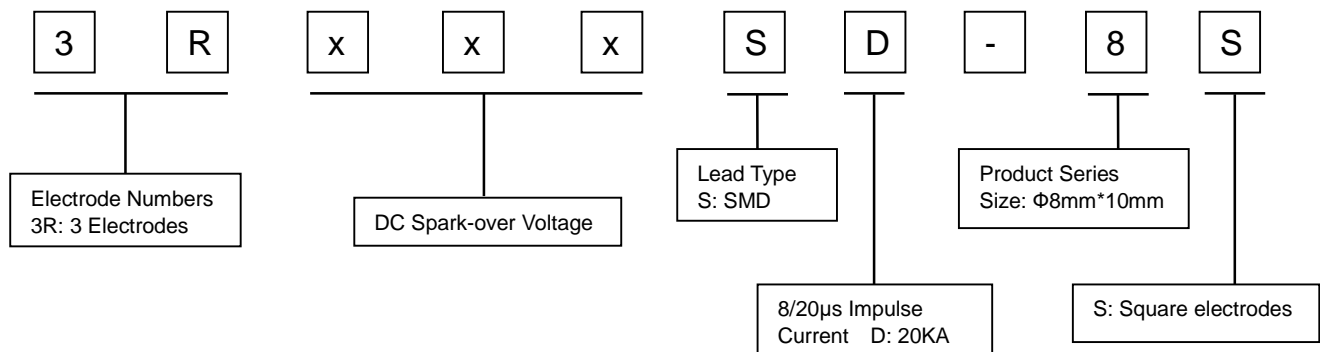 3 R x x x S D - 8 S
Electrode Numbers
3R: 3 Electrodes
DC Spark-over Voltage
Lead Type
S: SMD
8/20μs Impulse
Current D: 20KA
Product Series
Size: Φ8mm*10mm
S: Square electrodes